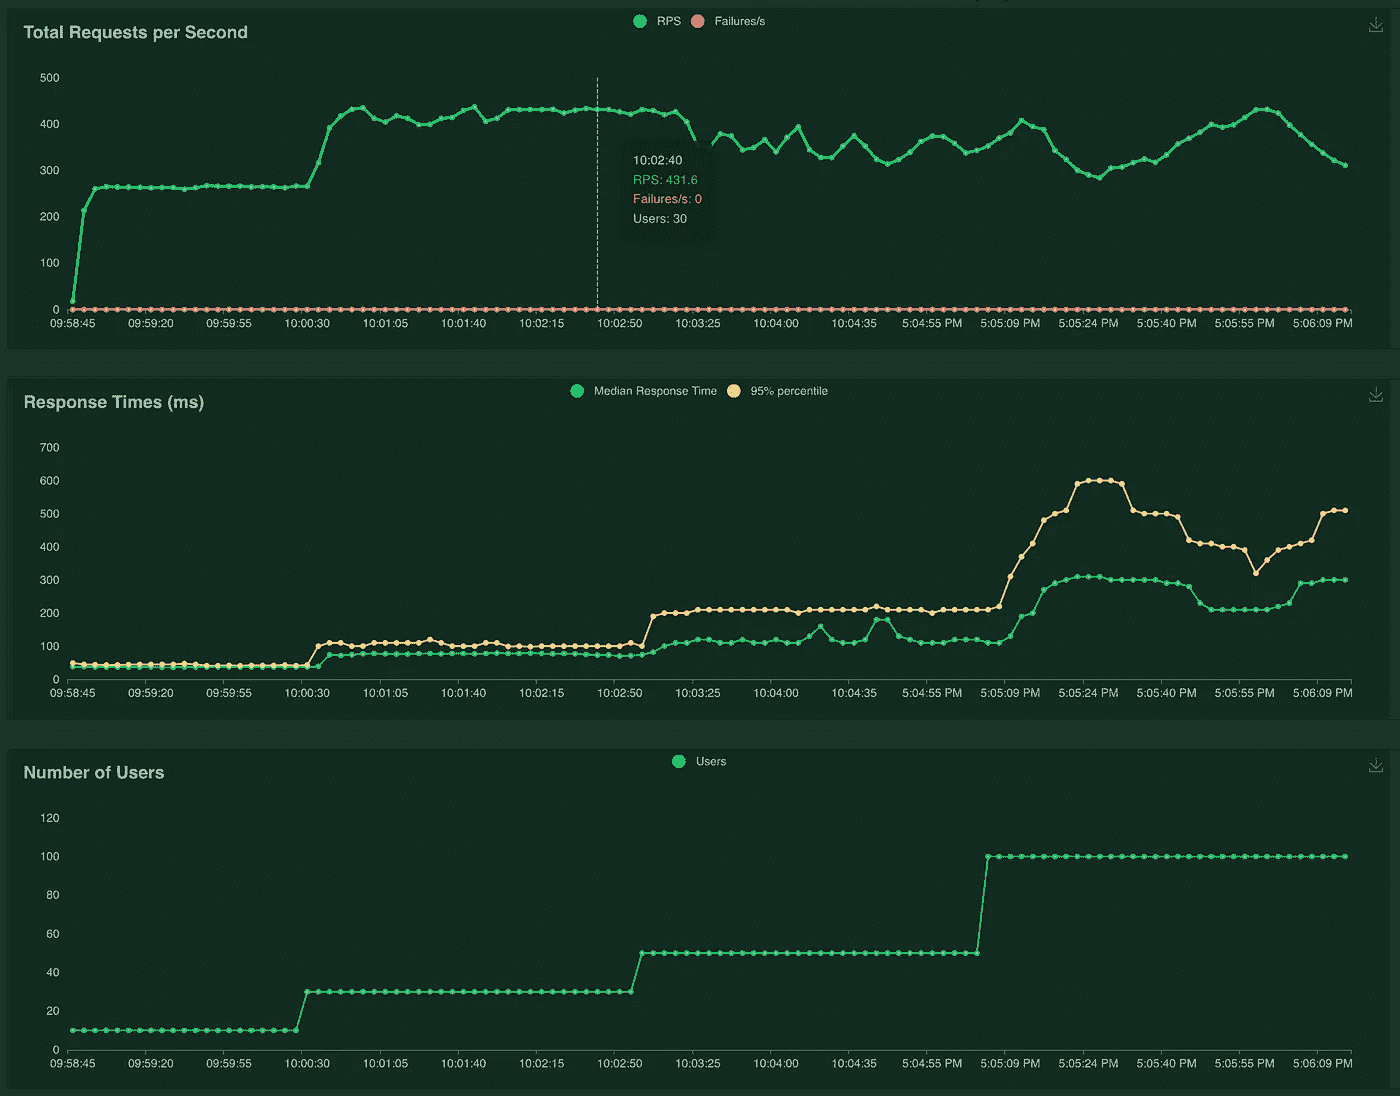 Total Requests per Second
RPS Failures/s
500
400
300
200
100
0
10:02:40
RPS: 431.6
Failures/s: 0
Users: 30
09:58:45 09:59:20 09:59:55 10:00:30 10:01:05 10:01:40 10:02:15 10:02:50 10:03:25 10:04:00 10:04:35 5:04:55 PM 5:05:09 PM 5:05:24 PM 5:05:40 PM 5:05:55 PM 5:06:09 PM
Response Times (ms)
Median Response Time 95% percentile
700
600
500
400
300
200
100
0
09:58:45 09:59:20 09:59:55 10:00:30 10:01:05 10:01:40 10:02:15 10:02:50 10:03:25 10:04:00 10:04:35 5:04:55 PM 5:05:09 PM 5:05:24 PM 5:05:40 PM 5:05:55 PM 5:06:09 PM
Number of Users
Users
120
100
80
60
40
20
0
09:58:45 09:59:20 09:59:55 10:00:30 10:01:05 10:01:40 10:02:15 10:02:50 10:03:25 10:04:00 10:04:35 5:04:55 PM 5:05:09 PM 5:05:24 PM 5:05:40 PM 5:05:55 PM 5:06:09 PM